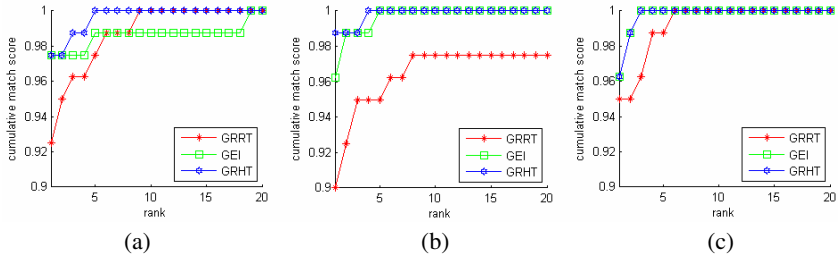 1
0.98
0.96
0.94
0.92
0.9
cumulative match score
5
10
15
20
rank
GRRT
GEI
GRHT
(a)
1
0.98
0.96
0.94
0.92
0.9
cumulative match score
5
10
15
20
rank
GRRT
GEI
GRHT
(b)
1
0.98
0.96
0.94
0.92
0.9
cumulative match score
5
10
15
20
rank
GRRT
GEI
GRHT
(c)